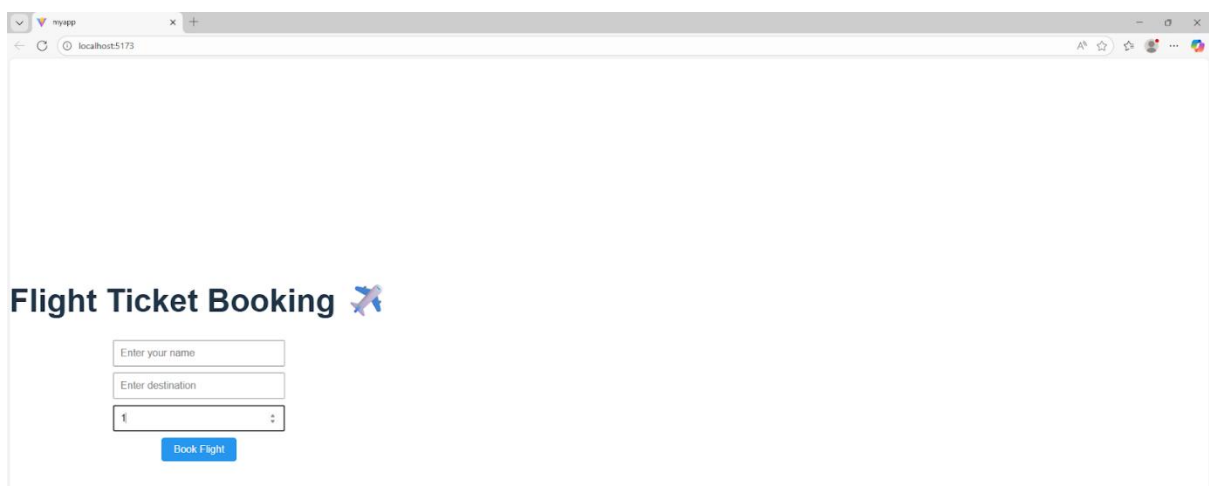 myapp
localhost:5173
Flight Ticket Booking ✈️
Enter your name
Enter destination
1
Book Flight